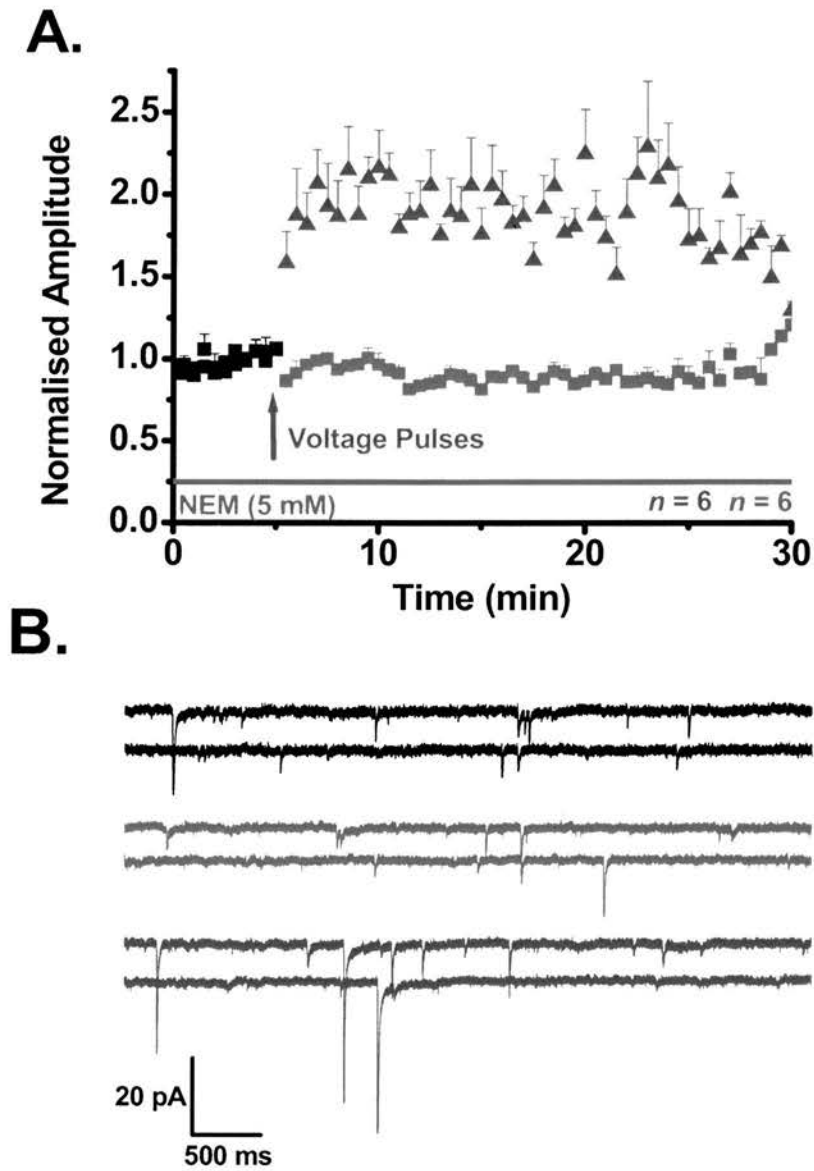 A.
Normalised Amplitude
2.5
2.0
1.5
1.0
0.5
0.0
Voltage Pulses
NEM (5 mM)
n = 6 n = 6
0 10 20 30
Time (min)
B.
20 pA
500 ms